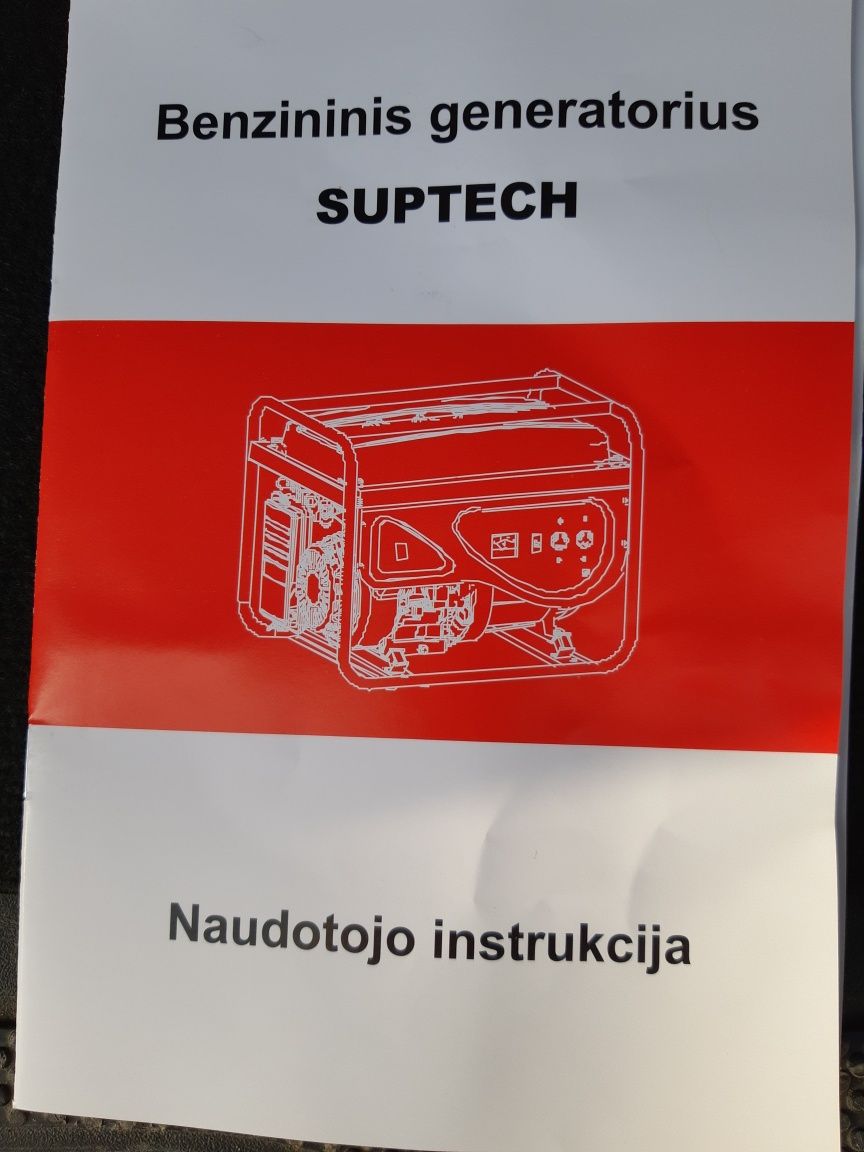 Benzininis generatorius
SUPTECH
Naudotojo instrukcija